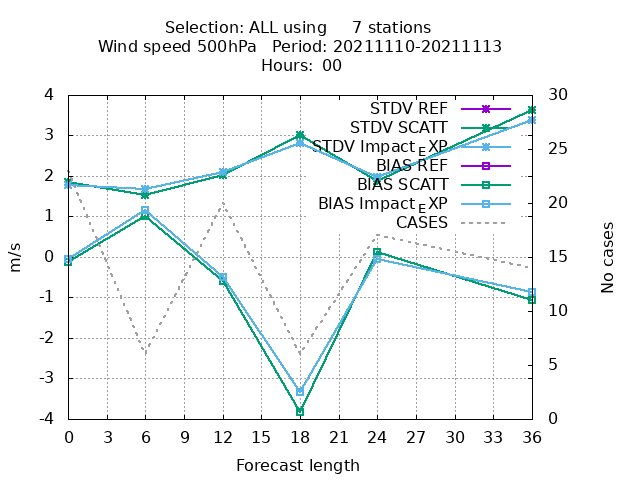 Selection: ALL using 7 stations
Wind speed 500hPa Period: 20211110-20211113
Hours: 00
STDV REF
STDV SCATT
STDV Impact_EXP
BIAS REF
BIAS SCATT
BIAS Impact_EXP
CASES
4
3
2
1
0
-1
-2
-3
-4
m/s
30
25
20
15
10
5
0
No cases
0 3 6 9 12 15 18 21 24 27 30 33 36
Forecast length